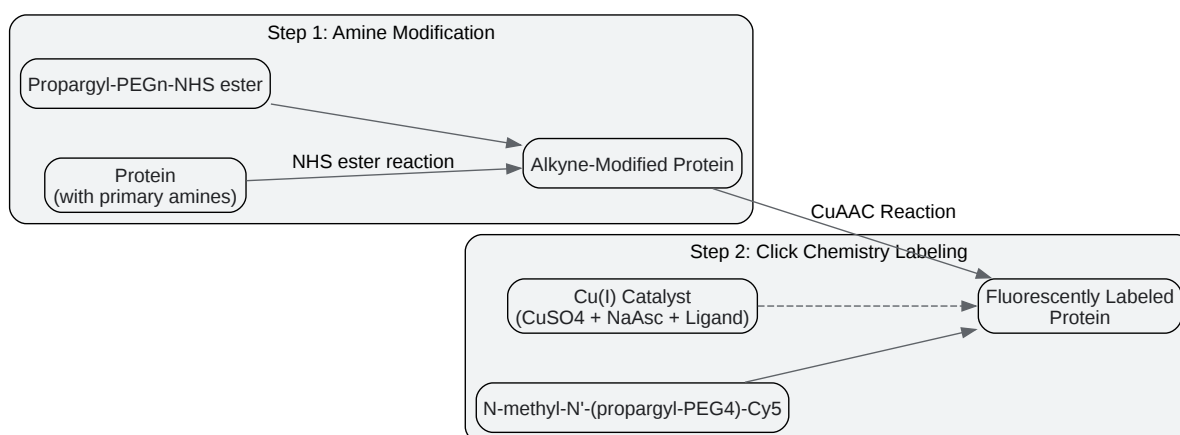 Step 1: Amine Modification
Propargyl-PEGn-NHS ester
NHS ester reaction
Protein
(with primary amines)
Alkyne-Modified Protein
CuAAC Reaction
Step 2: Click Chemistry Labeling
Cu(I) Catalyst
(CuSO4 + NaAsc + Ligand)
Fluorescently Labeled
Protein
N-methyl-N'-(propargyl-PEG4)-Cy5